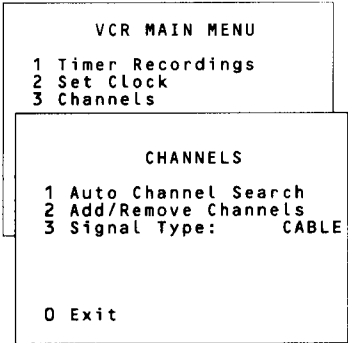 VCR MAIN MENU
1 Timer Recordings
2 Set Clock
3 Channels
CHANNELS
1 Auto Channel Search
2 Add/Remove Channels
3 Signal Type: CABLE
0 Exit